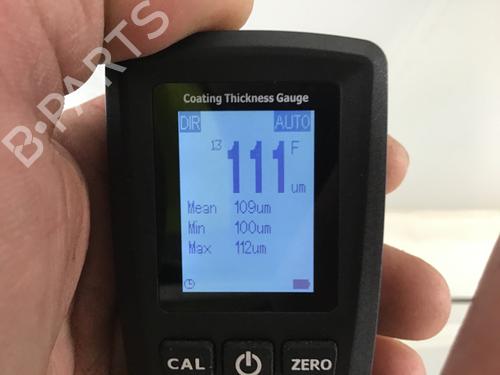 Coating Thickness Gauge
DIR AUTO
13 111 F
um
Mean 109um
Min 100um
Max 112um
CAL ZERO
B-PARTS